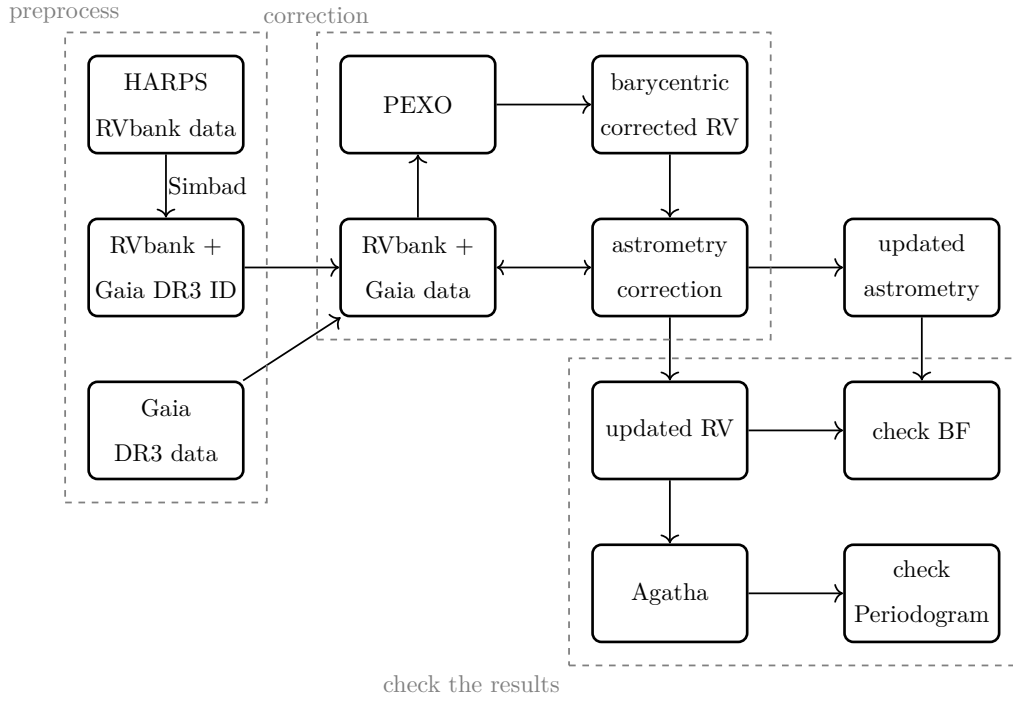 preprocess
correction
HARPS
RVbank data
PEXO
barycentric
corrected RV
Simbad
RVbank +
Gaia DR3 ID
RVbank +
Gaia data
astrometry
correction
updated
astrometry
Gaia
DR3 data
updated RV
check BF
Agatha
check
Periodogram
check the results